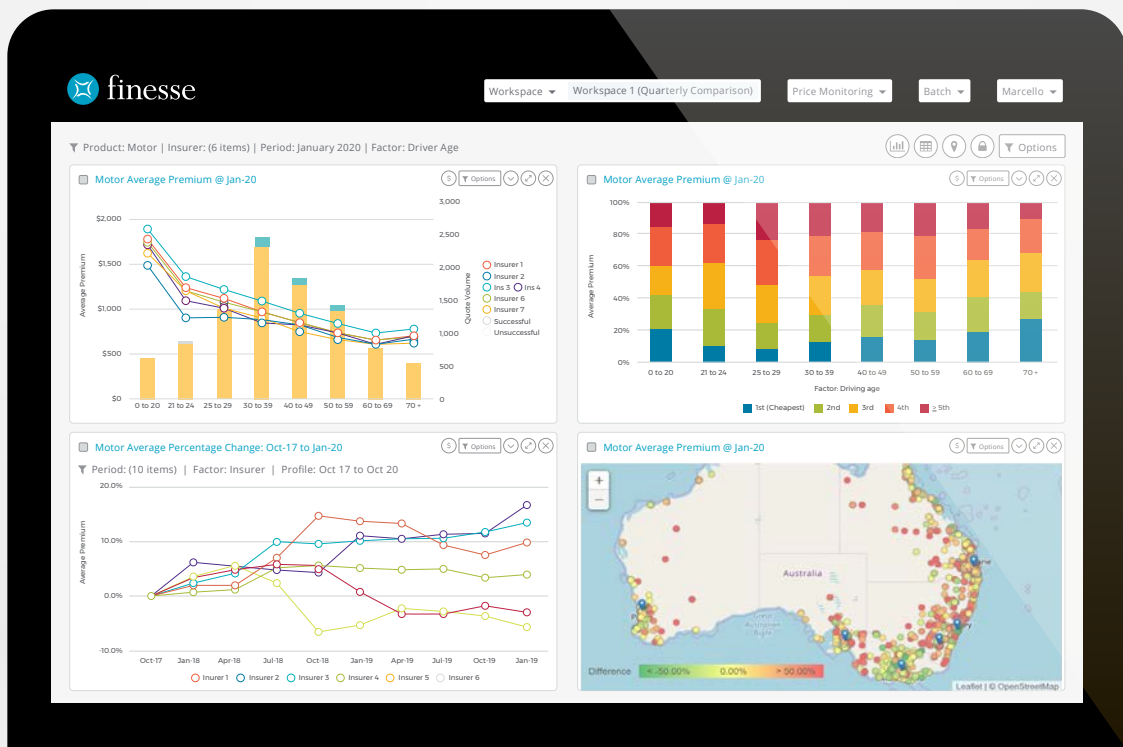 finesse
Workspace
Workspace 1 (Quarterly Comparison)
Price Monitoring
Batch
Marcello
Product: Motor | Insurer: (6 items) | Period: January 2020 | Factor: Driver Age
Options
Motor Average Premium @ Jan-20
$ Options
Average Premium
$2,000
$1,500
$1,000
$500
$0
3,000
2,500
2,000
1,500
1000
500
0
Quote Volume
0 to 20 21 to 24 25 to 29 30 to 39 40 to 49 50 to 59 60 to 69 70 +
Insurer 1
Insurer 2
Ins 3 Ins 4
Insurer 6
Insurer 7
Successful
Unsuccessful
Motor Average Premium @ Jan-20
$ Options
Average Premium
100%
80%
60%
40%
20%
0%
0 to 20 21 to 24 25 to 29 30 to 39 40 to 49 50 to 59 60 to 69 70 +
Factor: Driving age
1st (Cheapest) 2nd 3rd 4th ≥ 5th
Motor Average Percentage Change: Oct-17 to Jan-20
$ Options
Period: (10 items) | Factor: Insurer | Profile: Oct 17 to Oct 20
Average Premium
20.0%
10.0%
0.0%
-10.0%
Oct-17 Jan-18 Apr-18 Jul-18 Oct-18 Jan-19 Apr-19 Jul-19 Oct-19 Jan-19
Inurer 1 Insurer 2 Insurer 3 Insurer 4 Insurer 5 Insurer 6
Motor Average Premium @ Jan-20
$ Options
+
−
Australia
Great
Australian
Bight
Difference < -50.00% 0.00% > 50.00%
Leaflet | © OpenStreetMap